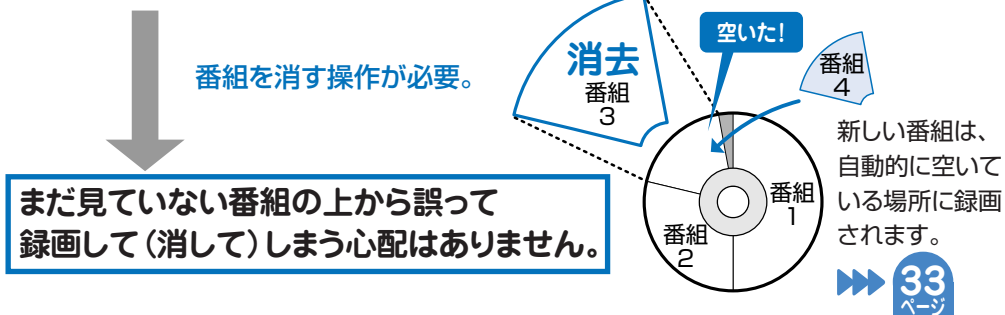 番組を消す操作が必要。
まだ見ていない番組の上から誤って
録画して(消して)しまう心配はありません。
消去
番組
3
空いた!
番組
4
番組
1
番組
2
新しい番組は、
自動的に空いて
いる場所に録画
されます。
33
ページ